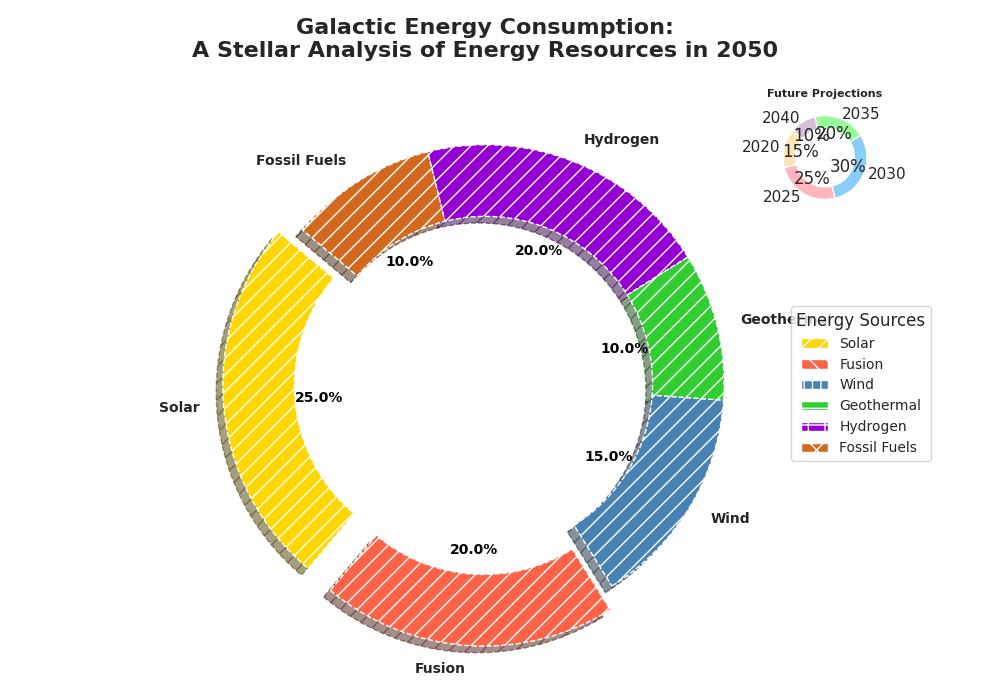 Galactic Energy Consumption:
A Stellar Analysis of Energy Resources in 2050
Future Projections
2040
2035
10%
20%
2020
15%
30%
2030
25%
2025
Hydrogen
Fossil Fuels
20.0%
10.0%
Geothermal
10.0%
Solar
25.0%
15.0%
Wind
20.0%
Fusion
Energy Sources
Solar
Fusion
Wind
Geothermal
Hydrogen
Fossil Fuels